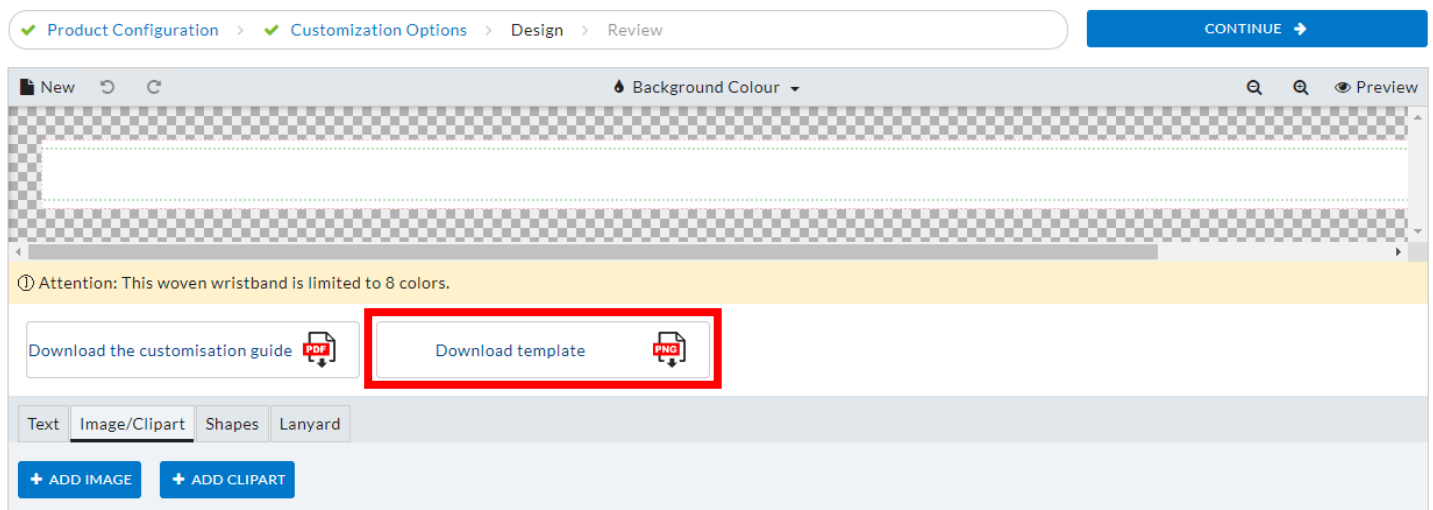 Product Configuration > Customization Options > Design > Review
CONTINUE
New
Background Colour
Preview
Attention: This woven wristband is limited to 8 colors.
Download the customisation guide PDF
Download template PNG
Text Image/Clipart Shapes Lanyard
+ ADD IMAGE + ADD CLIPART